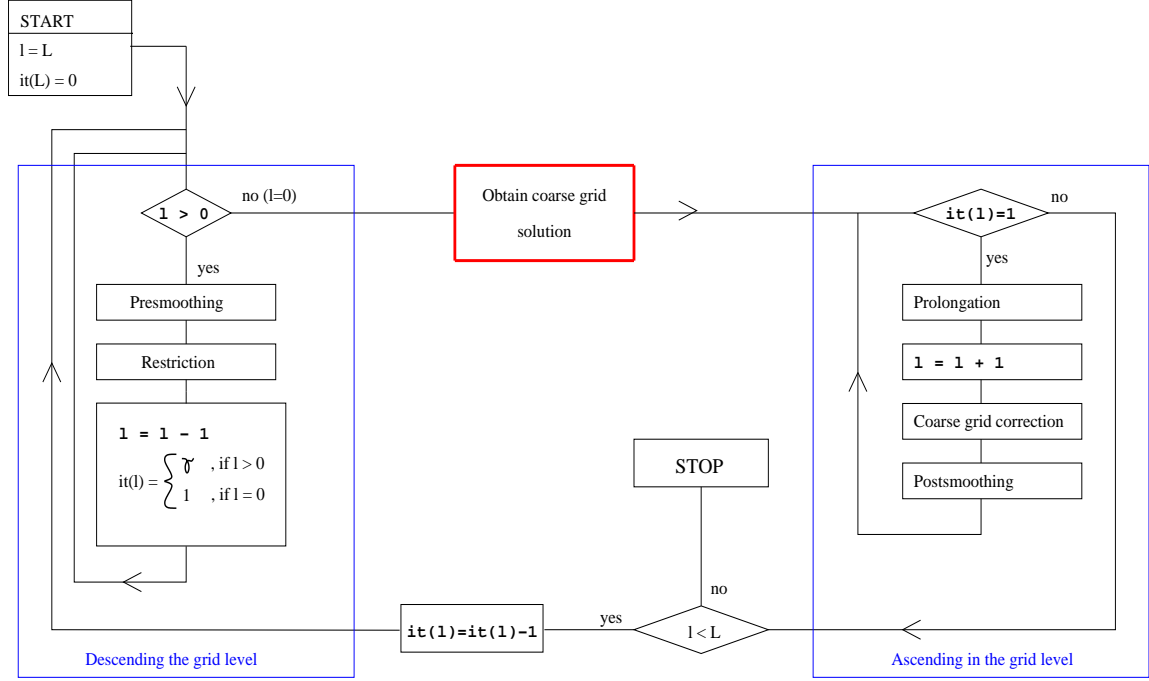 START
l = L
it(L) = 0
l > 0
no (l=0)
yes
Presmoothing
Restriction
l = l - 1
it(l) = { γ , if l > 0
1 , if l = 0
Descending the grid level
Obtain coarse grid
solution
it(l)=1
no
yes
Prolongation
l = l + 1
Coarse grid correction
Postsmoothing
Ascending in the grid level
STOP
no
l < L
yes
it(l)=it(l)-1